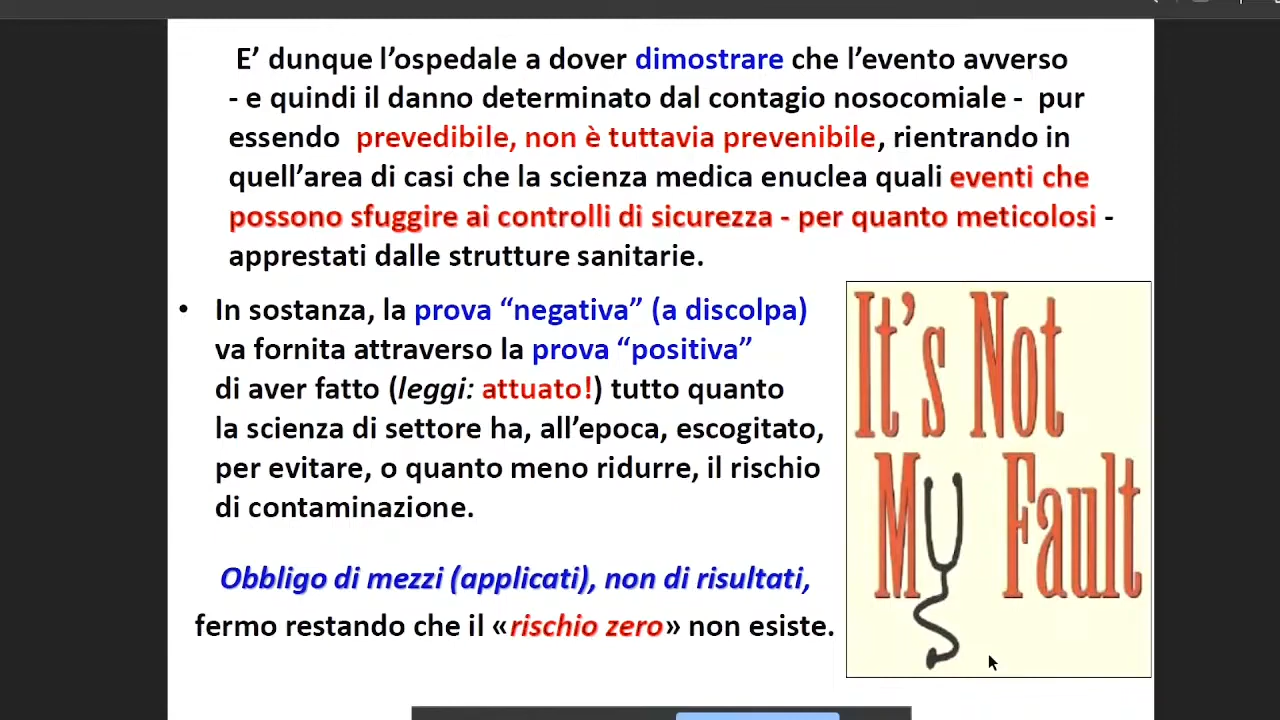 E’ dunque l’ospedale a dover dimostrare che l’evento avverso
- e quindi il danno determinato dal contagio nosocomiale - pur
essendo prevedibile, non è tuttavia prevenibile, rientrando in
quell’area di casi che la scienza medica enuclea quali eventi che
possono sfuggire ai controlli di sicurezza - per quanto meticolosi -
apprestati dalle strutture sanitarie.
• In sostanza, la prova “negativa” (a discolpa)
va fornita attraverso la prova “positiva”
di aver fatto (leggi: attuato!) tutto quanto
la scienza di settore ha, all’epoca, escogitato,
per evitare, o quanto meno ridurre, il rischio
di contaminazione.
Obbligo di mezzi (applicati), non di risultati,
fermo restando che il «rischio zero» non esiste.
It’s Not
My Fault